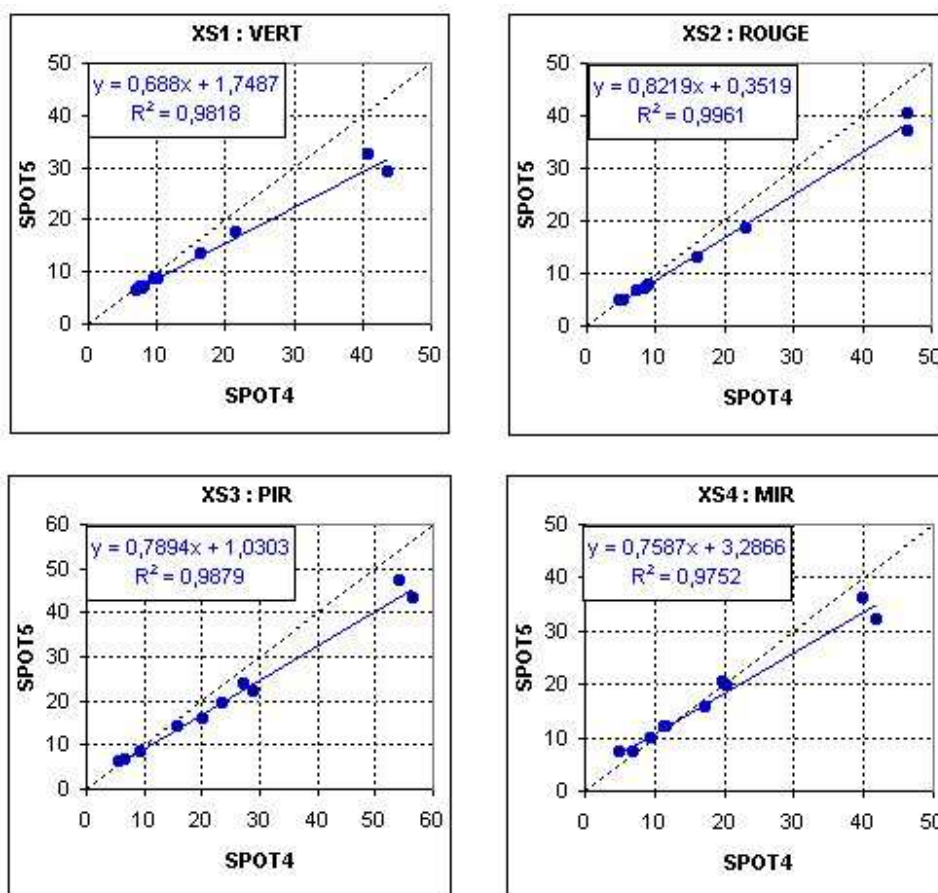 XS1 : VERT
y = 0,688x + 1,7487
R² = 0,9818
50
40
30
20
10
0
SPOT5
0 10 20 30 40 50
SPOT4
XS2 : ROUGE
y = 0,8219x + 0,3519
R² = 0,9961
50
40
30
20
10
0
SPOT5
0 10 20 30 40 50
SPOT4
XS3 : PIR
y = 0,7894x + 1,0303
R² = 0,9879
60
50
40
30
20
10
0
SPOT5
0 10 20 30 40 50 60
SPOT4
XS4 : MIR
y = 0,7587x + 3,2866
R² = 0,9752
50
40
30
20
10
0
SPOT5
0 10 20 30 40 50
SPOT4